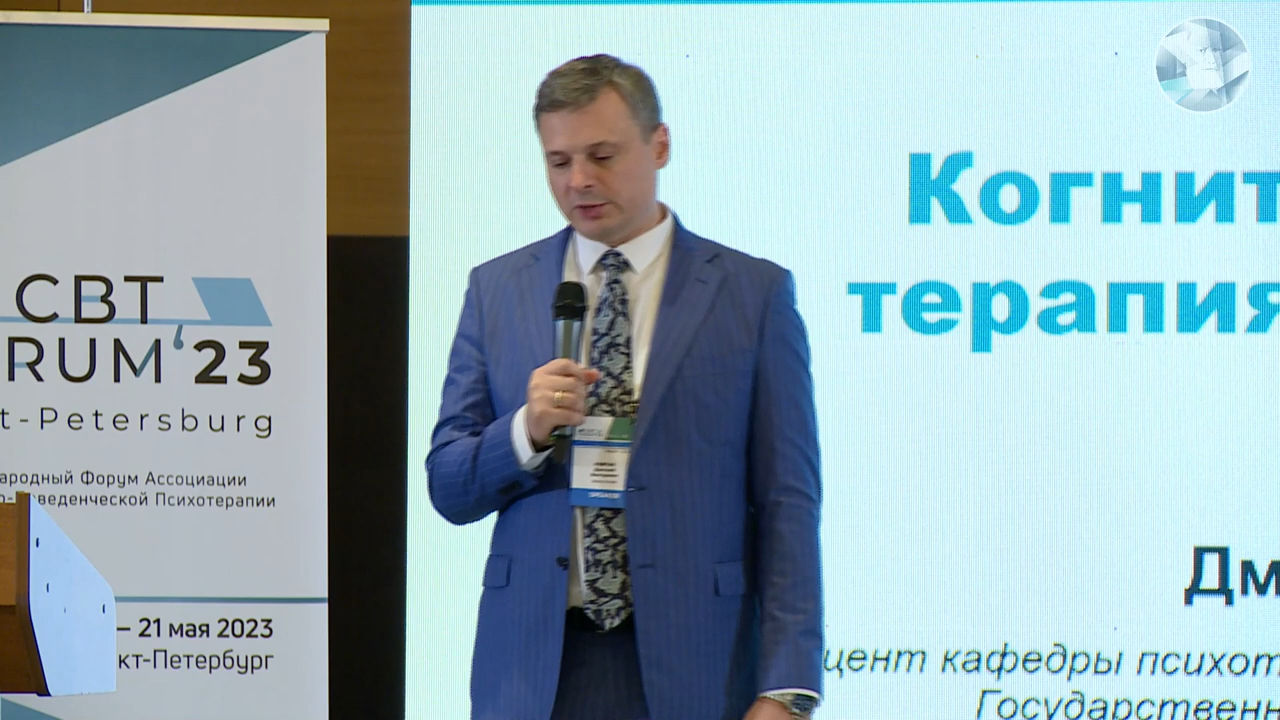 CBT
RUM '23
t-Petersburg
ародный Форум Ассоциации
о-поведенческой Психотерапии
– 21 мая 2023
кт-Петербург
Когнит
терапия
Дм
цент кафедры психот
Государственн